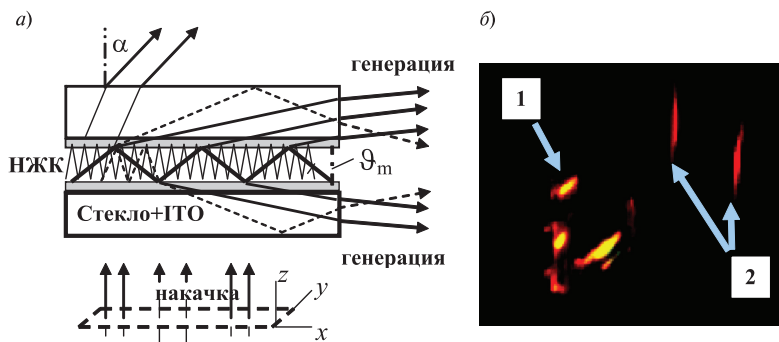 а)
α
генерация
НЖК
ϑm
Стекло+ITO
генерация
накачка
z
y
x
б)
1
2